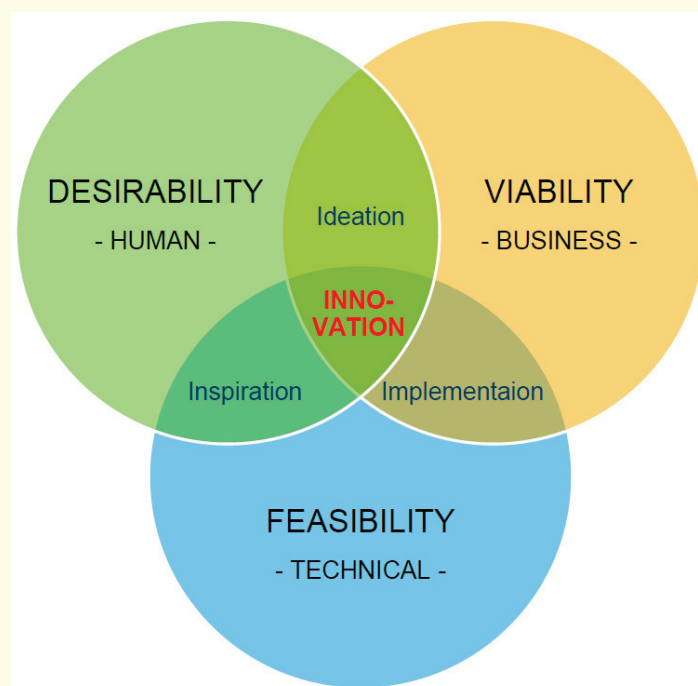 DESIRABILITY
- HUMAN -
VIABILITY
- BUSINESS -
Ideation
INNO-
VATION
Inspiration
Implementaion
FEASIBILITY
- TECHNICAL -